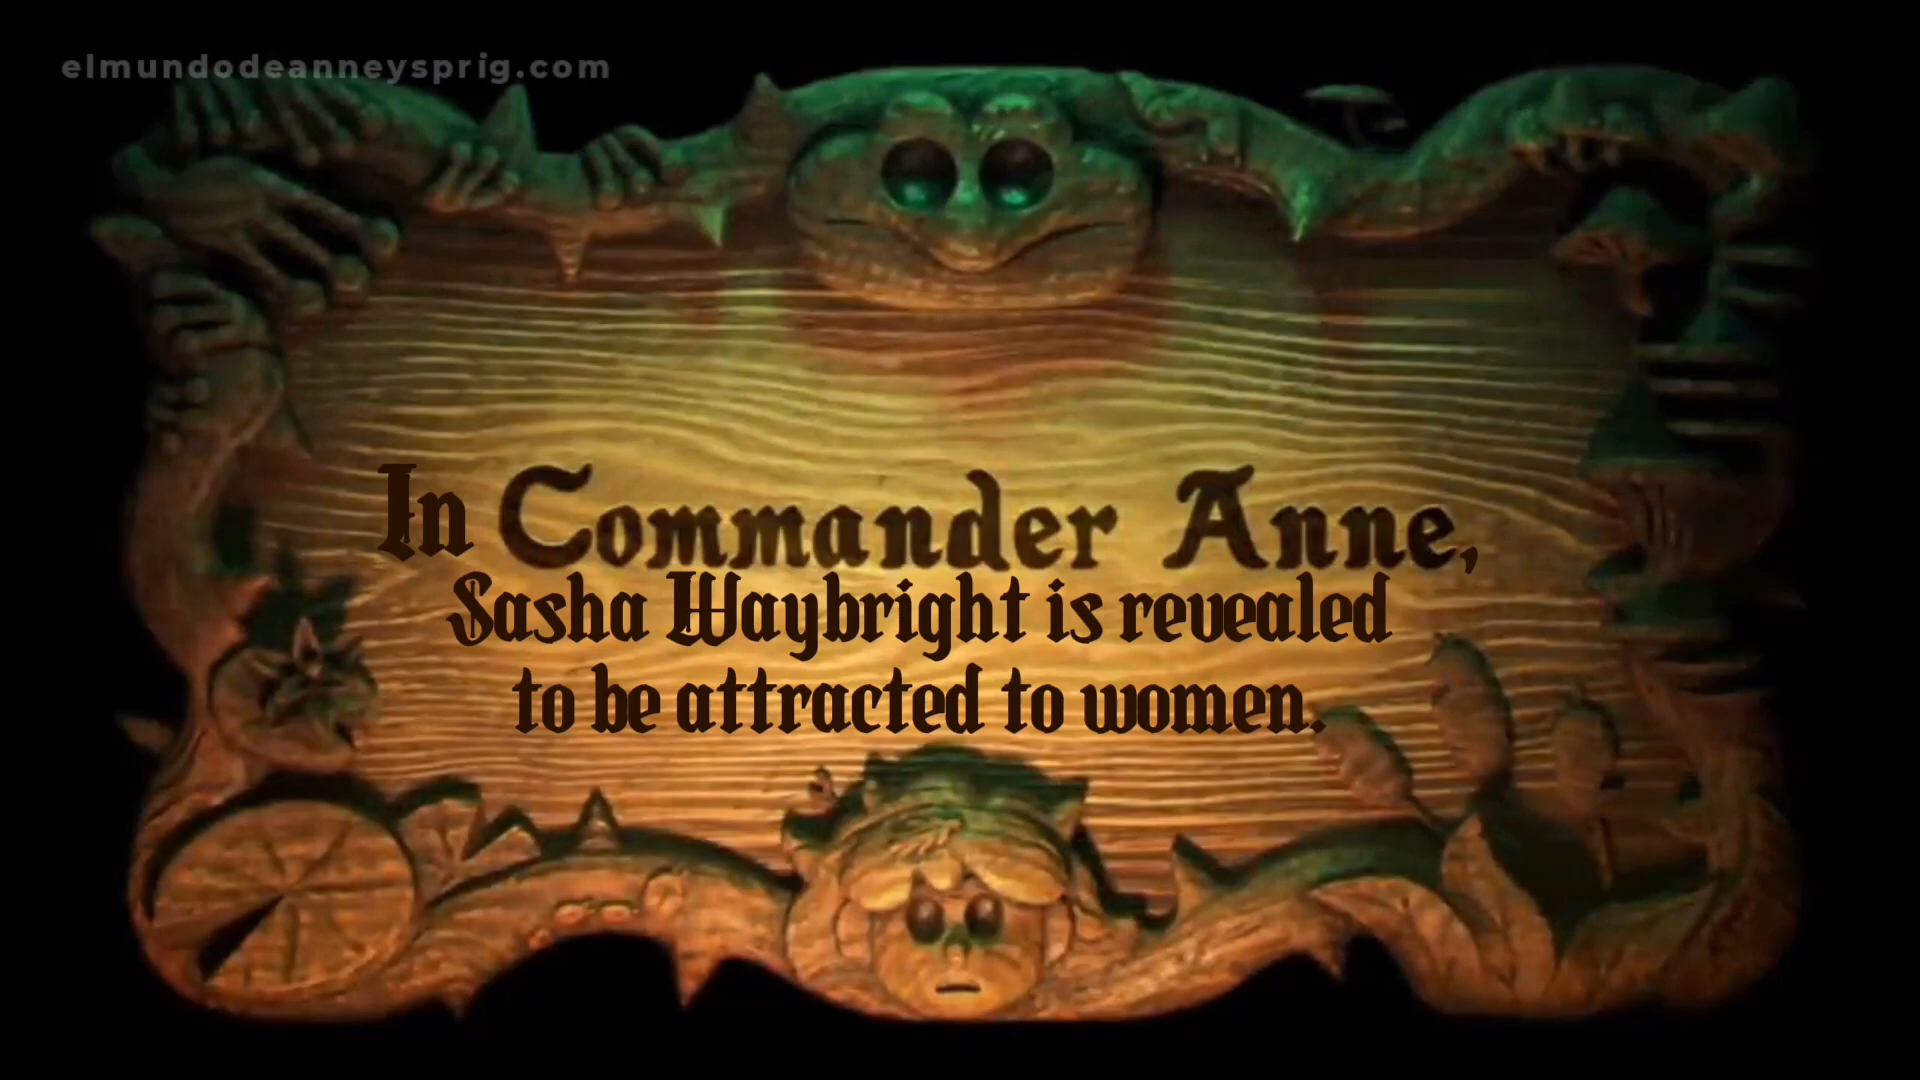 elmundodeanneysprig.com
In Commander Anne,
Sasha Waybright is revealed
to be attracted to women.